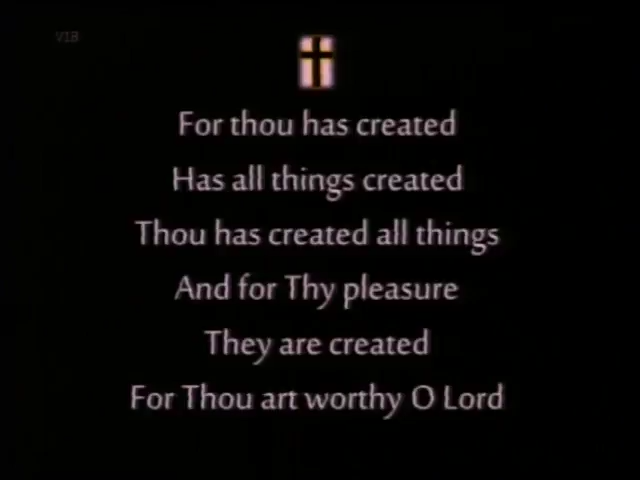 V1B
For thou has created
Has all things created
Thou has created all things
And for Thy pleasure
They are created
For Thou art worthy O Lord